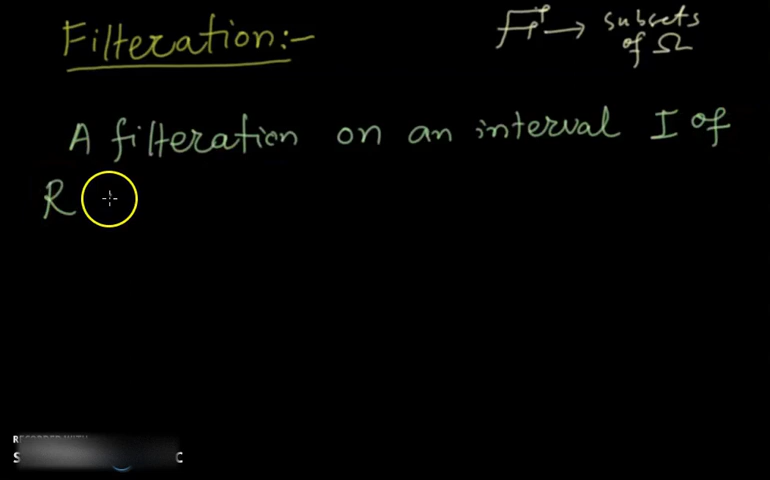 Filteration:-
F → subsets
of Ω
A filteration on an interval I of
R